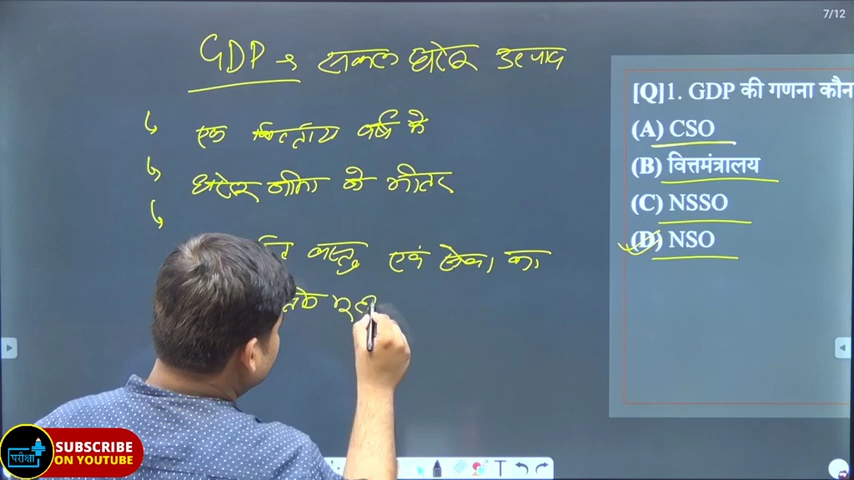 7/12
GDP → सकल घरेलू उत्पाद
एक वित्तीय वर्ष के
घरेलू सीमा के भीतर
वस्तु एवं सेवा का
[Q]1. GDP की गणना कौन
(A) CSO
(B) वित्तमंत्रालय
(C) NSSO
(D) NSO
परीक्षा
SUBSCRIBE
ON YOUTUBE
T